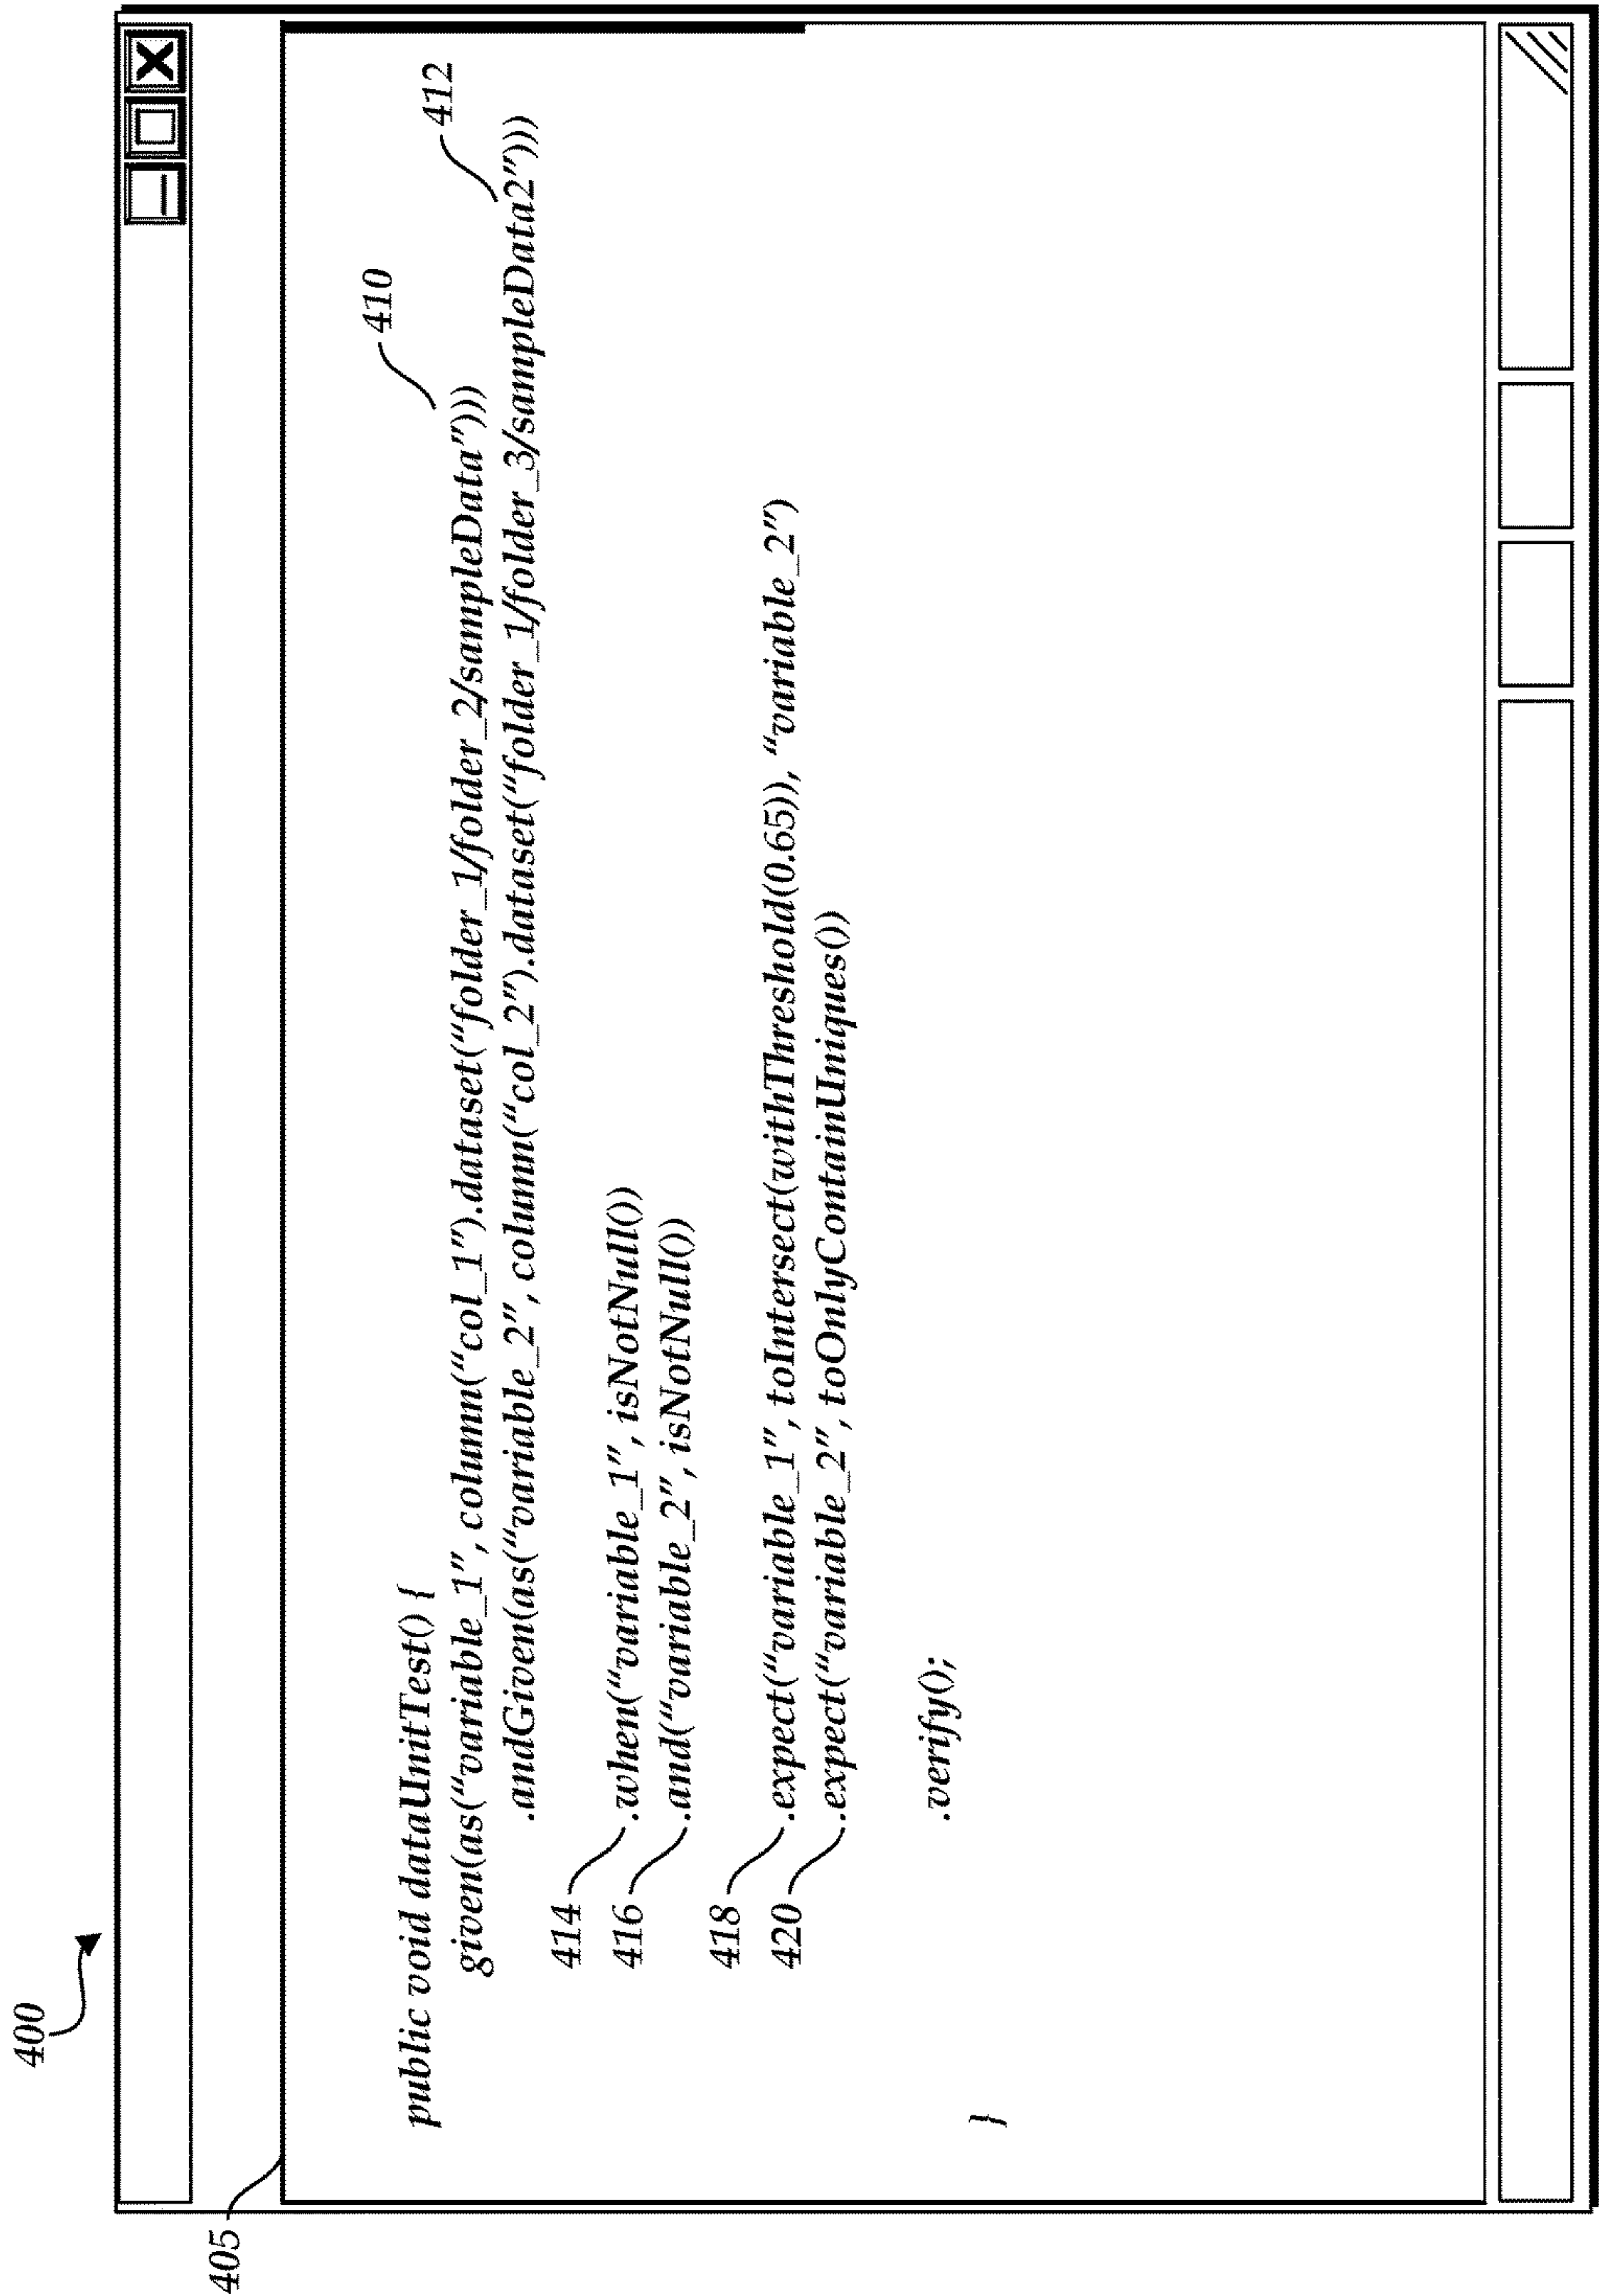 400
405
public void dataUnitTest() {
given(as(“variable_1”, column(“col_1”).dataset(“folder_1/folder_2/sampleData”)))
410
.andGiven(as(“variable_2”, column(“col_2”).dataset(“folder_1/folder_3/sampleData2”)))
412
414 .when(“variable_1”, isNotNull())
416 .and(“variable_2”, isNotNull())
418 .expect(“variable_1”, toIntersect(withThreshold(0.65)), “variable_2”)
420 .expect(“variable_2”, toOnlyContainUniques())
.verify();
}